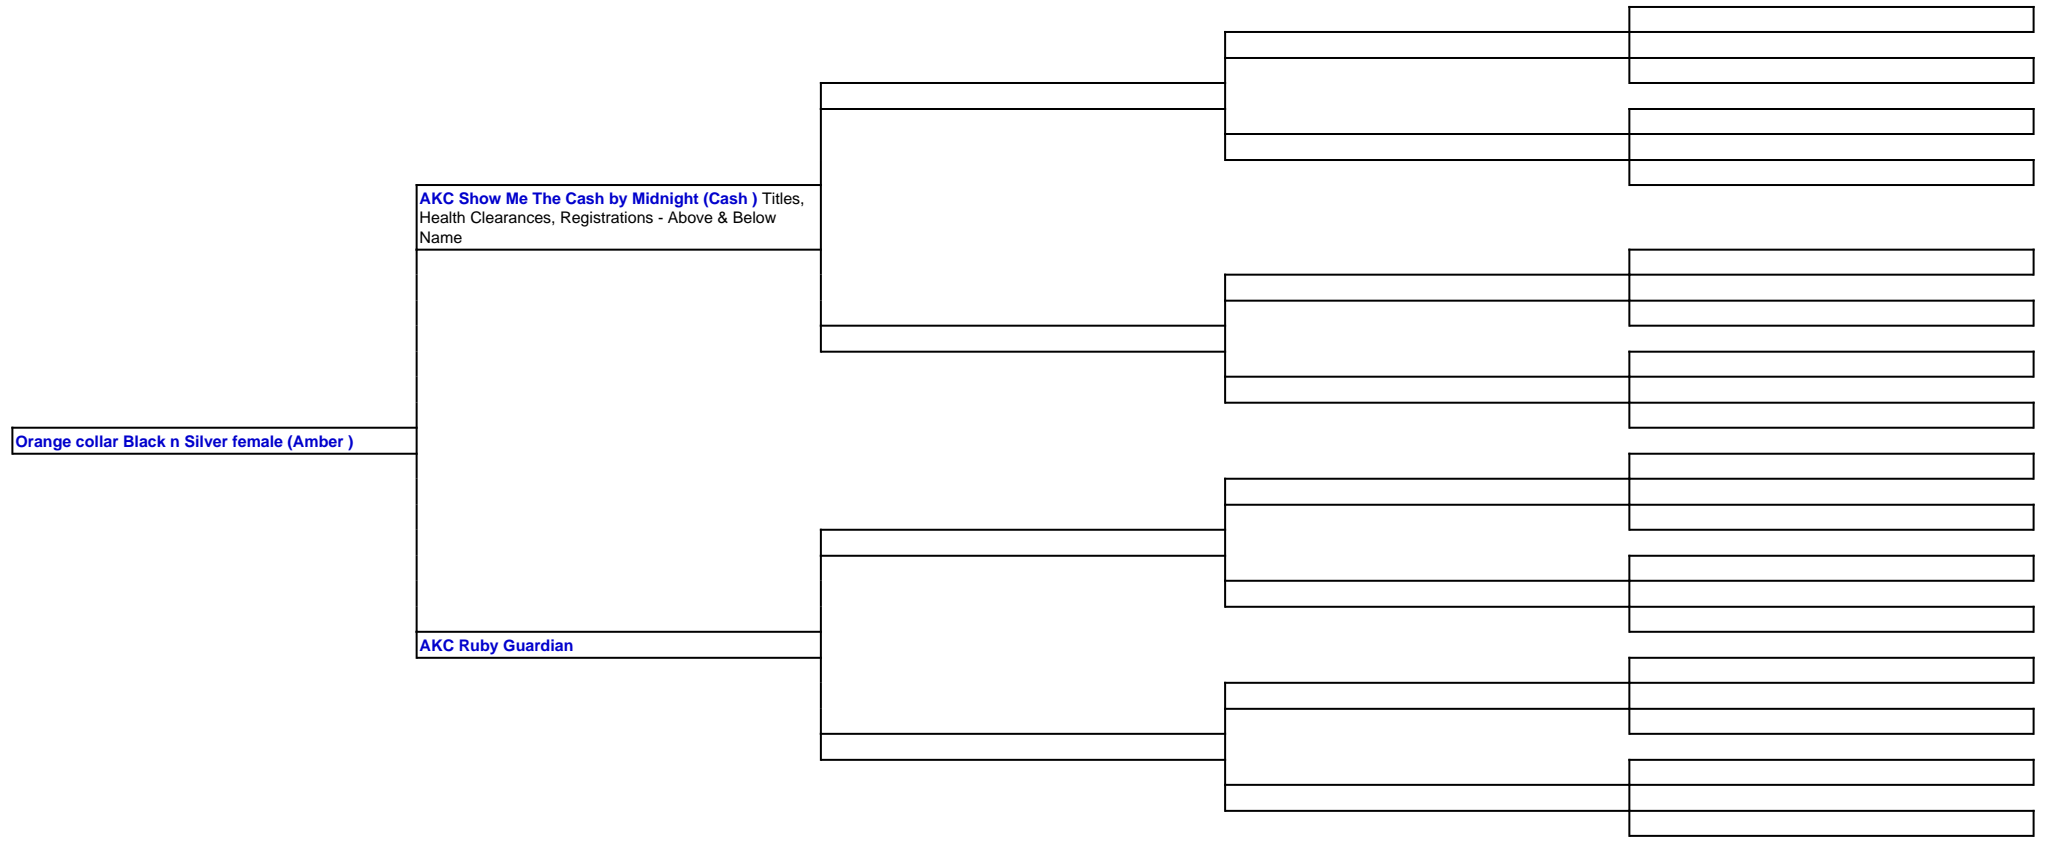 AKC Show Me The Cash by Midnight (Cash ) Titles,
Health Clearances, Registrations - Above & Below
Name
Orange collar Black n Silver female (Amber )
AKC Ruby Guardian